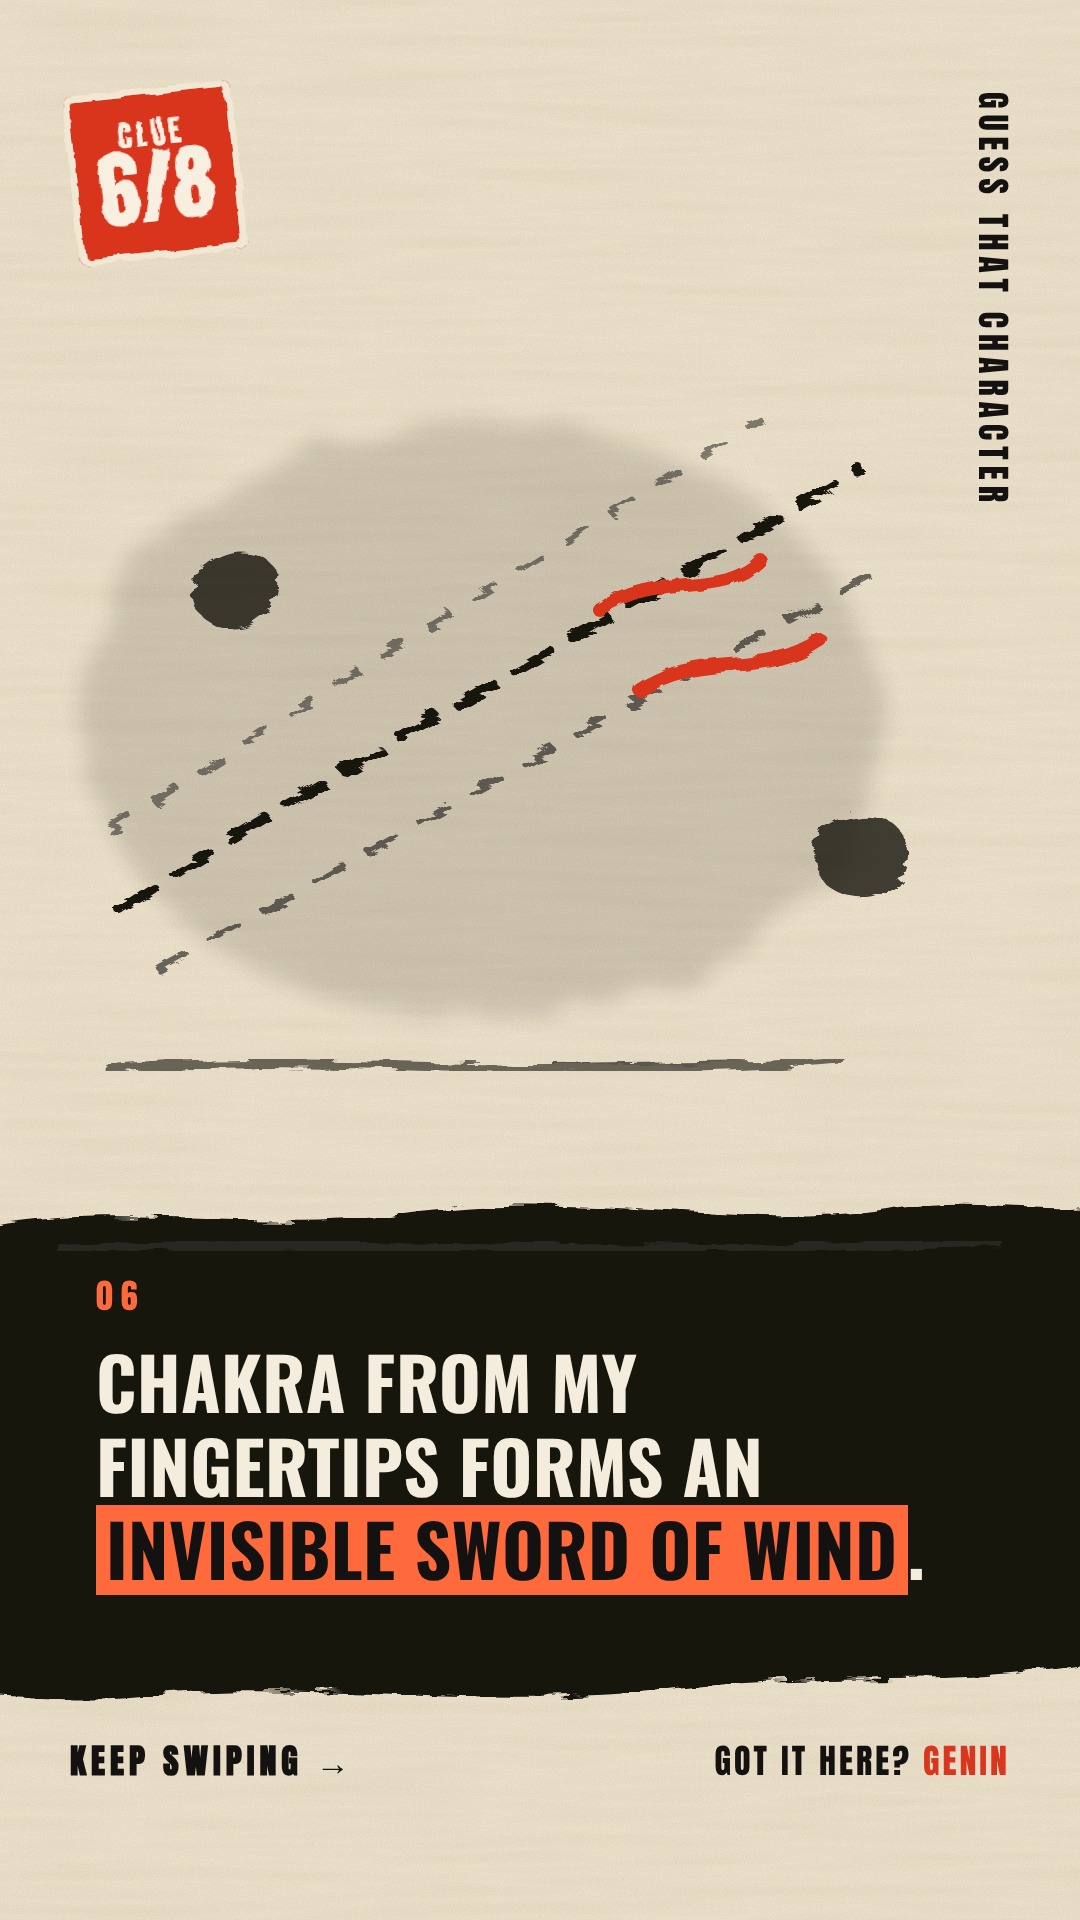 CLUE
6/8
GUESS THAT CHARACTER
06
CHAKRA FROM MY
FINGERTIPS FORMS AN
INVISIBLE SWORD OF WIND.
KEEP SWIPING →
GOT IT HERE? GENIN